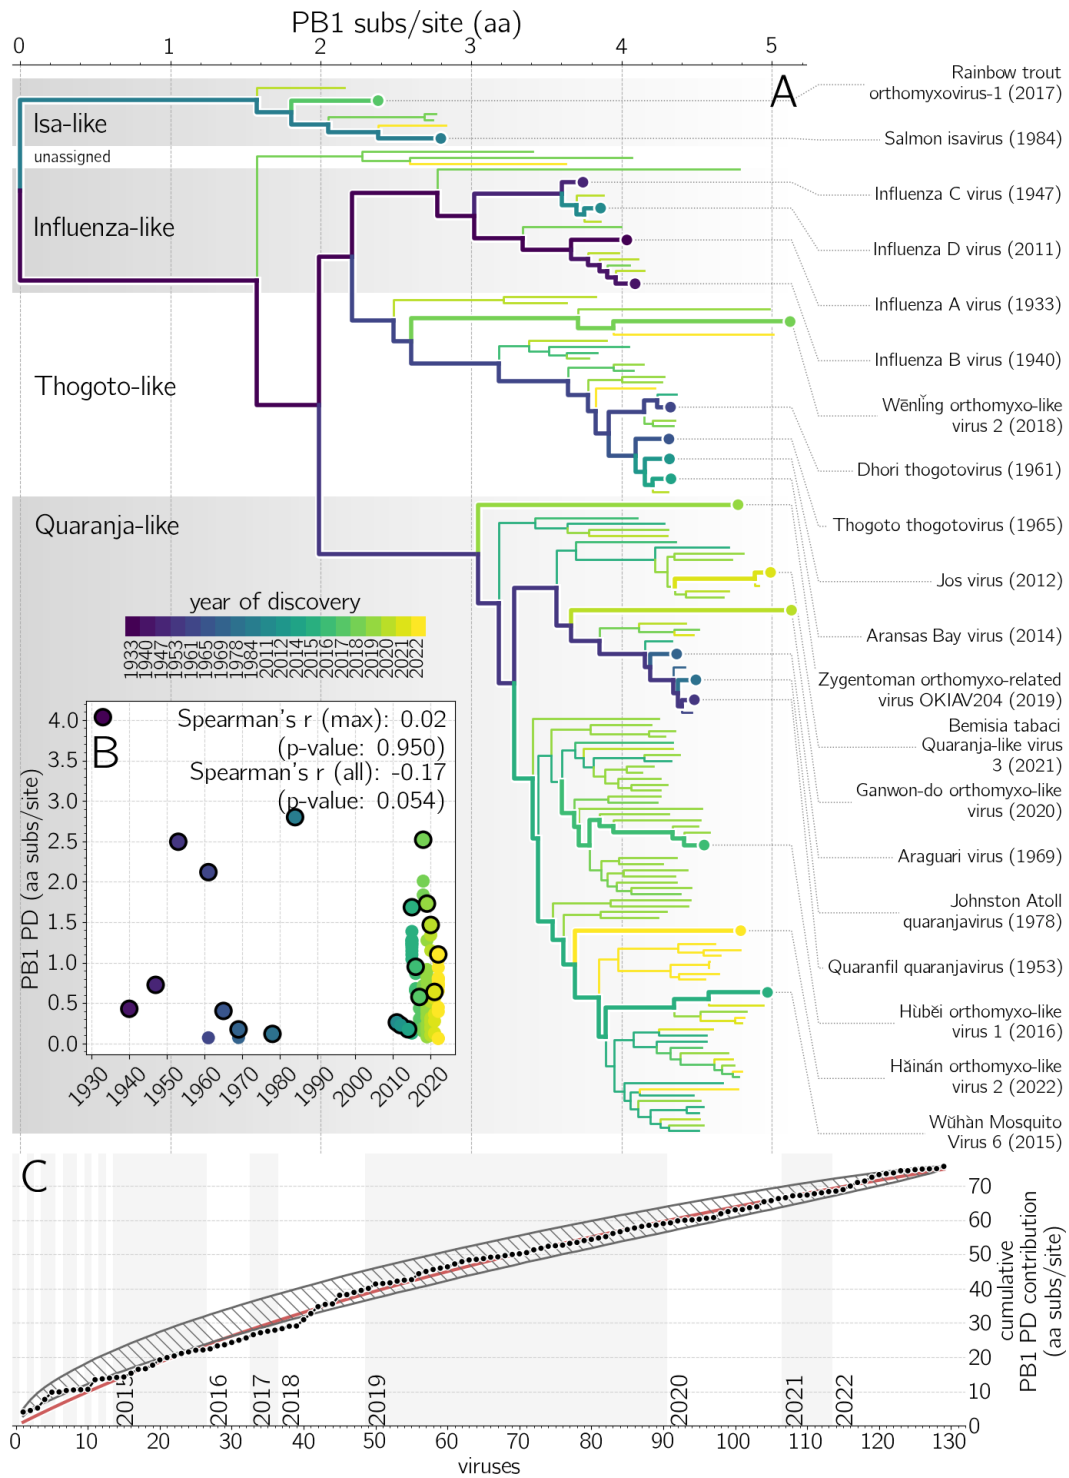 PB1 subs/site (aa)
0 1 2 3 4 5
A
Rainbow trout
orthomyxovirus-1 (2017)
Isa-like
Salmon isavirus (1984)
unassigned
Influenza C virus (1947)
Influenza-like
Influenza D virus (2011)
Influenza A virus (1933)
Influenza B virus (1940)
Thogoto-like
Wēnlǐng orthomyxo-like
virus 2 (2018)
Dhori thogotovirus (1961)
Quaranja-like
Thogoto thogotovirus (1965)
Jos virus (2012)
Aransas Bay virus (2014)
Zygentoman orthomyxo-related
virus OKIAV204 (2019)
Bemisia tabaci
Quaranja-like virus
3 (2021)
Ganwon-do orthomyxo-like
virus (2020)
Araguari virus (1969)
Johnston Atoll
quaranjavirus (1978)
Quaranfil quaranjavirus (1953)
Hùběi orthomyxo-like
virus 1 (2016)
Hǎinán orthomyxo-like
virus 2 (2022)
Wǔhàn Mosquito
Virus 6 (2015)
year of discovery
1933 1940 1947 1953 1961 1965 1969 1978 1984 2011 2012 2014 2015 2016 2017 2018 2019 2020 2021 2022
B
Spearman's r (max): 0.02
(p-value: 0.950)
Spearman's r (all): -0.17
(p-value: 0.054)
PB1 PD (aa subs/site)
4.0
3.5
3.0
2.5
2.0
1.5
1.0
0.5
0.0
1930 1940 1950 1960 1970 1980 1990 2000 2010 2020
C
2015 2016 2017 2018 2019 2020 2021 2022
70
60
50
40
30
20
10
0
cumulative
PB1 PD contribution
(aa subs/site)
0 10 20 30 40 50 60 70 80 90 100 110 120 130
viruses